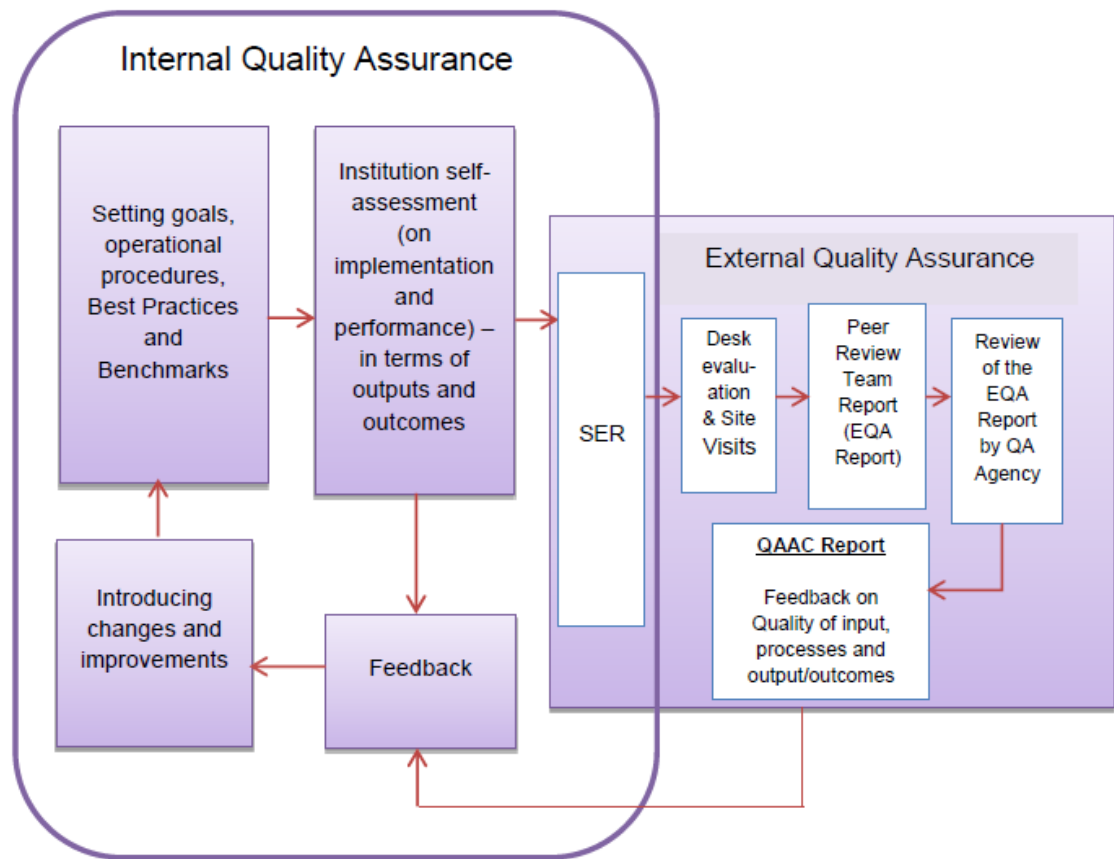 Internal Quality Assurance
Setting goals,
operational
procedures,
Best Practices
and
Benchmarks
Institution self-
assessment
(on
implementation
and
performance) –
in terms of
outputs and
outcomes
Introducing
changes and
improvements
Feedback
SER
External Quality Assurance
Desk
evalu-
ation
& Site
Visits
Peer
Review
Team
Report
(EQA
Report)
Review
of the
EQA
Report
by QA
Agency
QAAC Report
Feedback on
Quality of input,
processes and
output/outcomes